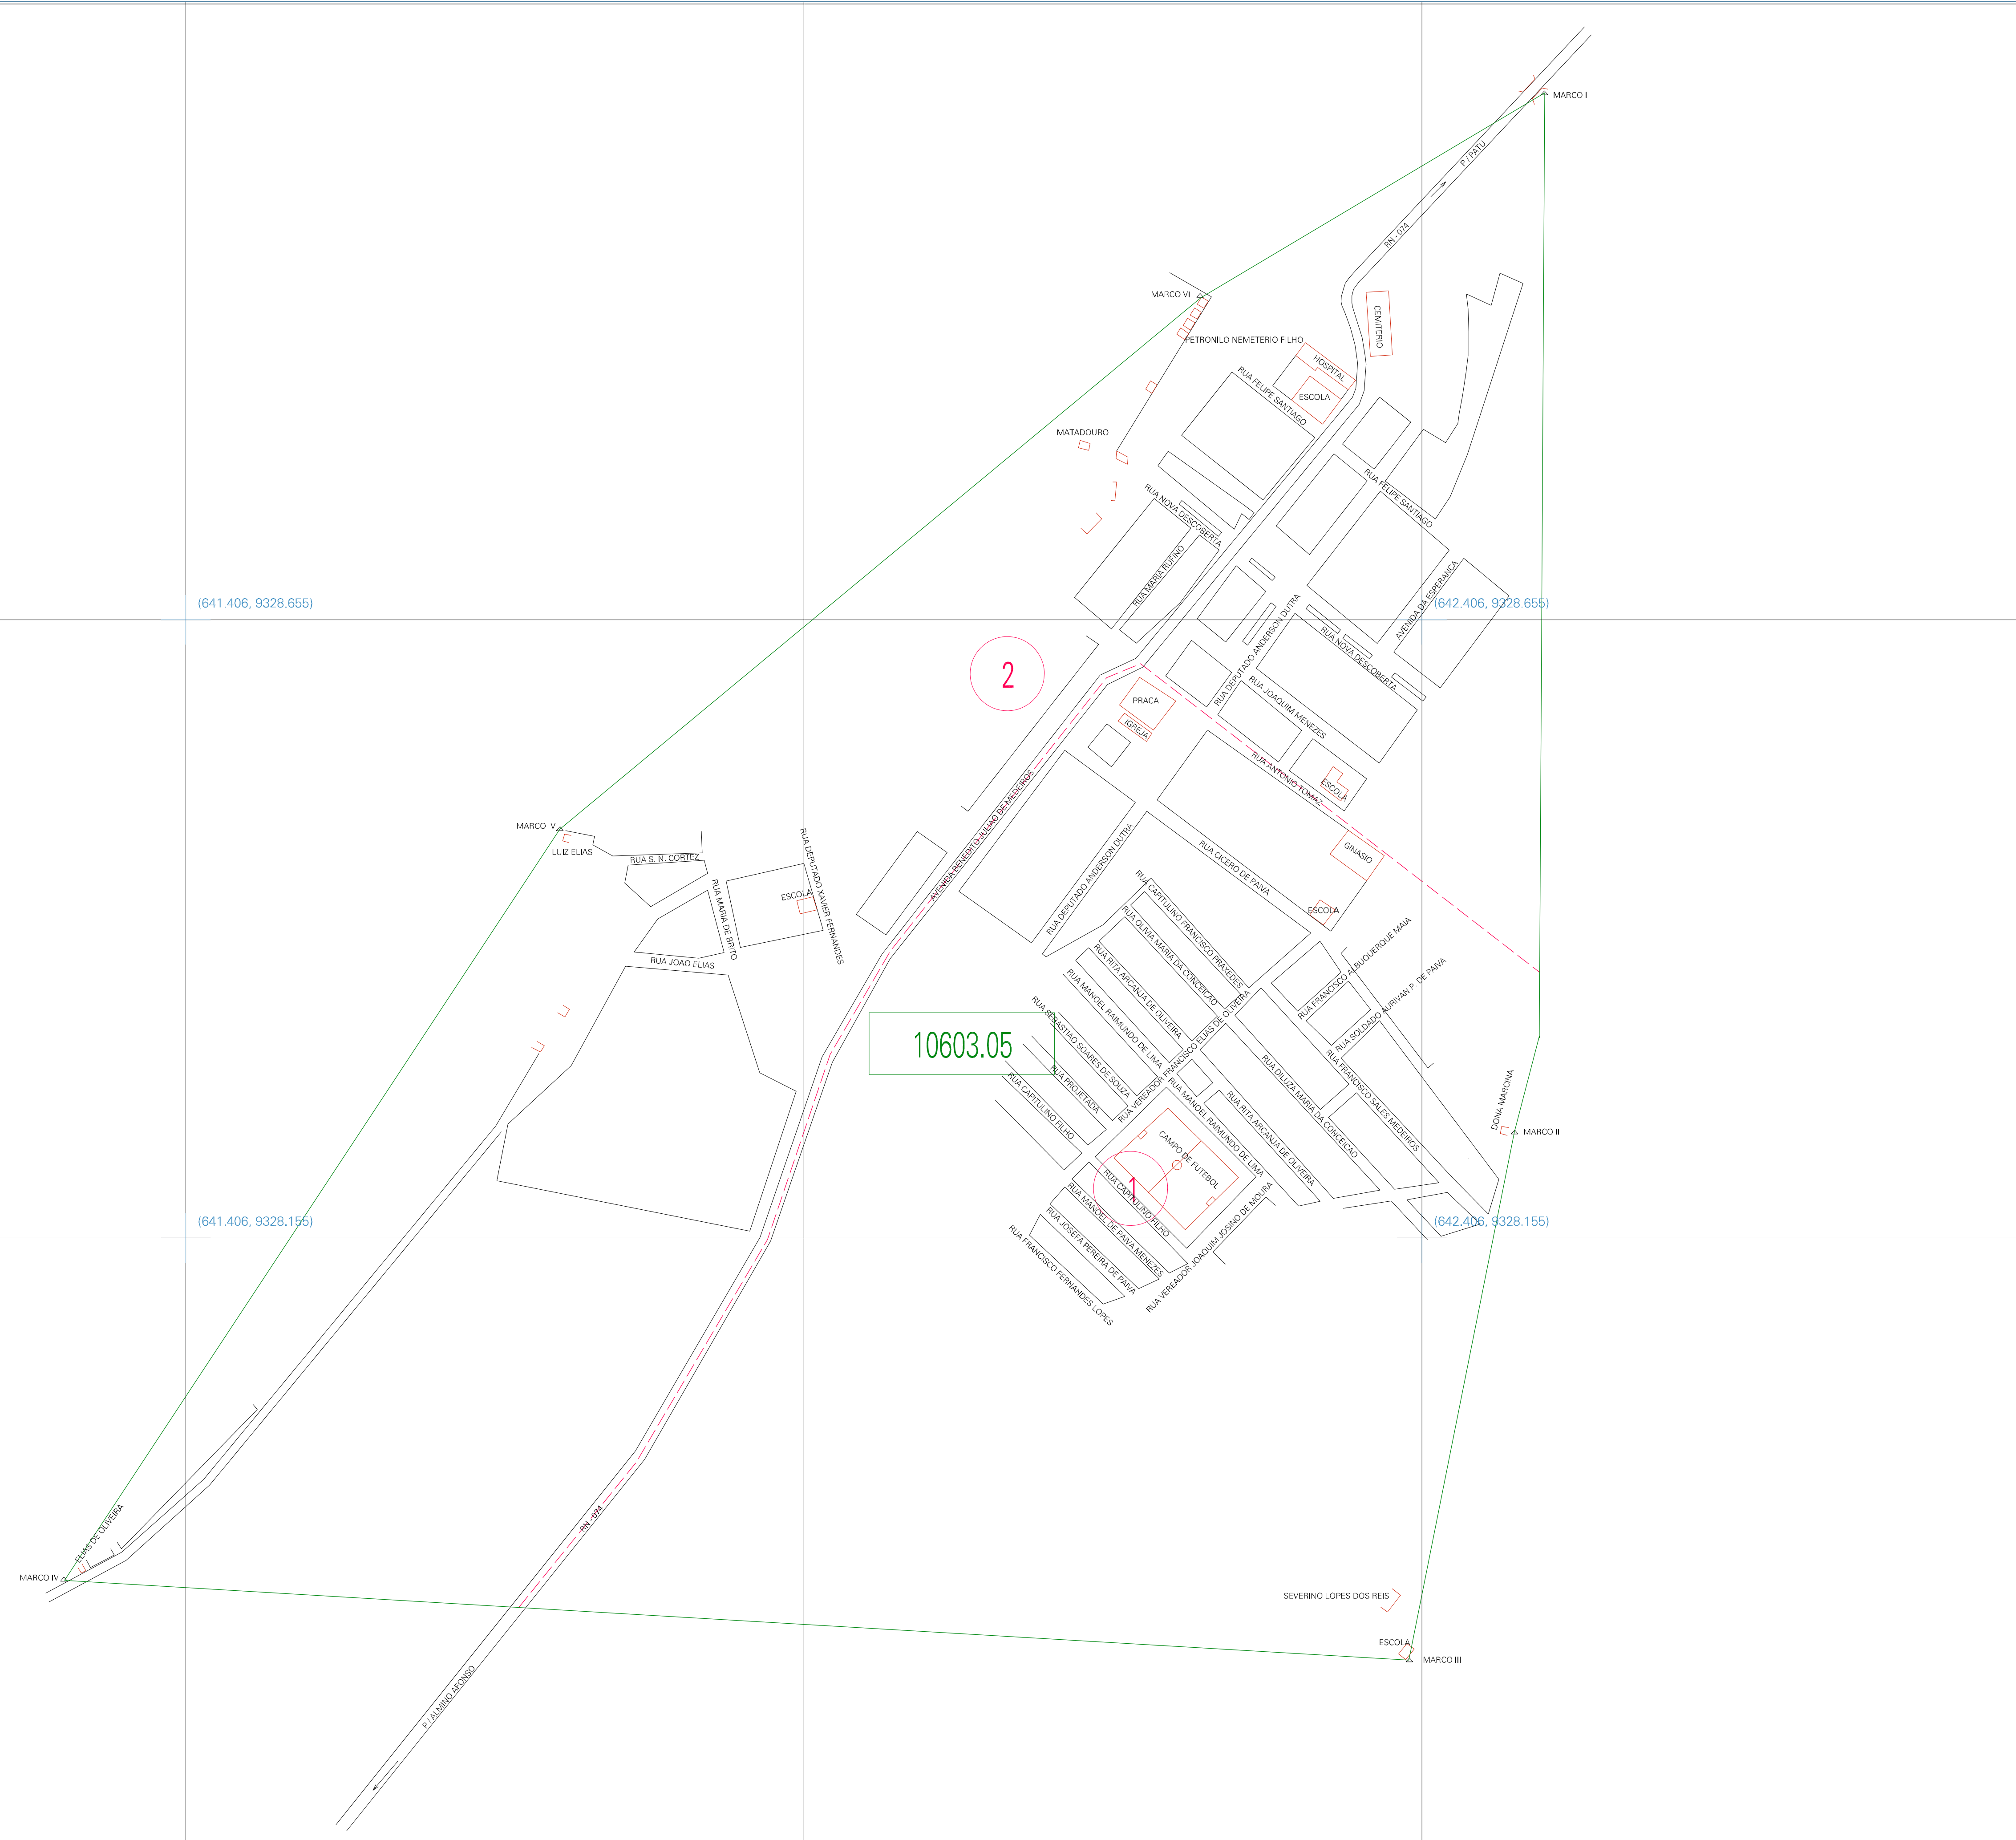 MARCO I
P / PATU
RN - 074
MARCO VI
CEMITERIO
PETRONILO NEMETERIO FILHO
HOSPITAL
RUA FELIPE SANTIAGO
ESCOLA
MATADOURO
RUA FELIPE SANTIAGO
RUA NOVA DESCOBERTA
RUA MARIA RUFINO
AVENIDA DA ESPERANCA
(641.406, 9328.655)
(642.406, 9328.655)
RUA DEPUTADO ANDERSON DUTRA
RUA NOVA DESCOBERTA
2
RUA JOAQUIM MENEZES
PRACA
IGREJA
RUA ANTONIO TOMAZ
ESCOLA
AVENIDA BENEDITO JULIAO DE MEDEIROS
MARCO V
LUIZ ELIAS
RUA S. N. CORTEZ
RUA DEPUTADO XAVIER FERNANDES
RUA MARIA DE BRITO
ESCOLA
RUA JOAO ELIAS
RUA DEPUTADO ANDERSON DUTRA
RUA CICERO DE PAIVA
GINASIO
ESCOLA
RUA CAPITULINO FRANCISCO PRAXEDES
RUA OLIVIA MARIA DA CONCEICAO
RUA RITA ARCANJA DE OLIVEIRA
RUA MANOEL RAIMUNDO DE LIMA
RUA SEBASTIAO SOARES DE SOUZA
RUA PROJETADA
RUA CAPITULINO FILHO
RUA FRANCISCO ALBUQUERQUE MAIA
RUA SOLDADO AURIVAN P. DE PAIVA
RUA VEREADOR FRANCISCO ELIAS DE OLIVEIRA
10603.05
RUA DILUZA MARIA DA CONCEICAO
RUA FRANCISCO SALES MEDEIROS
RUA MANOEL RAIMUNDO DE LIMA
RUA RITA ARCANJA DE OLIVEIRA
DONA MARCINA
MARCO II
CAMPO DE FUTEBOL
1
RUA CAPITULINO FILHO
RUA MANOEL DE PAIVA MENEZES
RUA JOSEFA PEREIRA DE PAIVA
RUA FRANCISCO FERNANDES LOPES
RUA VEREADOR JOAQUIM JOSINO DE MOURA
(641.406, 9328.155)
(642.406, 9328.155)
RN - 074
ELIAS DE OLIVEIRA
MARCO IV
SEVERINO LOPES DOS REIS
ESCOLA
MARCO III
P / ALMINO AFONSO